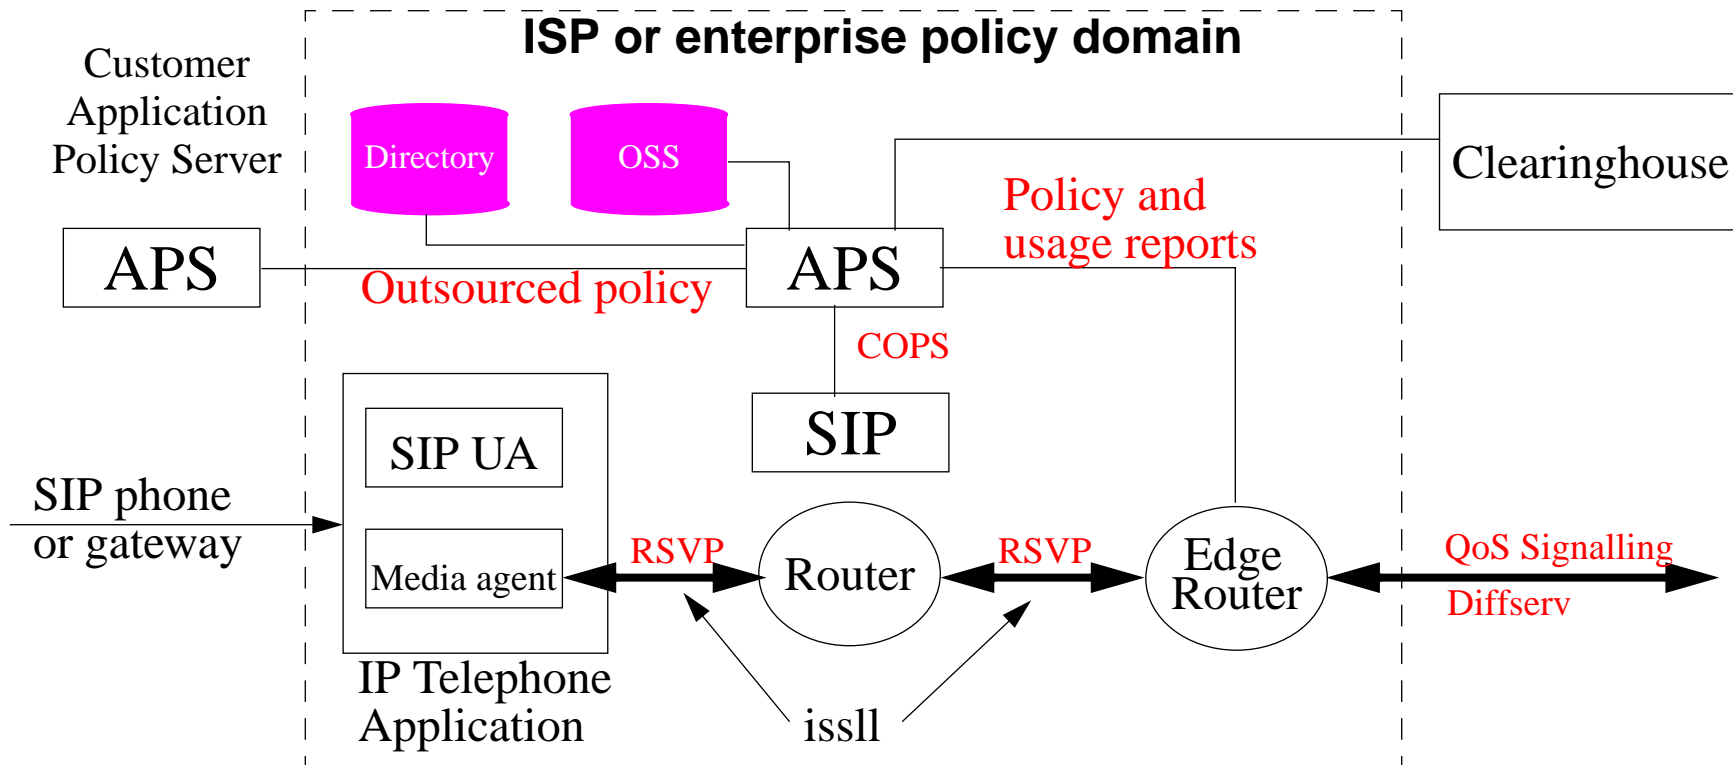 ISP or enterprise policy domain
Customer
Application
Policy Server
Directory
OSS
Clearinghouse
Policy and
usage reports
APS
APS
Outsourced policy
COPS
SIP UA
SIP
SIP phone
or gateway
Media agent
RSVP
Router
RSVP
Edge
Router
QoS Signalling
Diffserv
IP Telephone
Application
issll